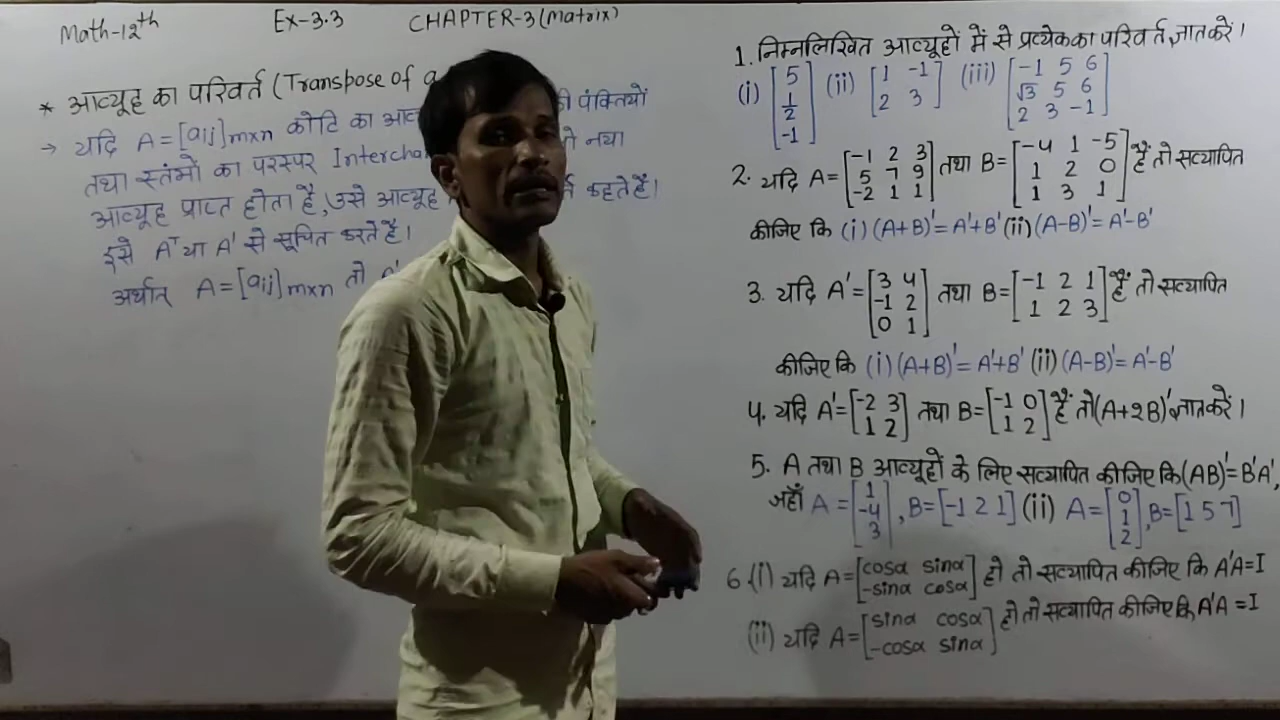 Math-12th Ex-3.3 CHAPTER-3(Matrix)
* आव्यूह का परिवर्त (Transpose of a
→ यदि A=[aij]m×n कोटि का पंक्तियों
तथा स्तंभों का परस्पर नया
आव्यूह प्राप्त होता है, उसे आव्यूह कहते हैं।
इसे Aᵀ या A' से सूचित करते है।
अर्थात् A=[aij]m×n तो A'
1. निम्नलिखित आव्यूहों में से प्रत्येक का परिवर्त ज्ञात करें।
(i) [5 1/2 -1] (ii) [1 -1 2 3] (iii) [-1 5 6 √3 5 6 2 3 -1]
2. यदि A=[-1 2 3 5 7 9 -2 1 1] तथा B=[-4 1 -5 1 2 0 1 3 1] हैं तो सत्यापित
कीजिए कि (i) (A+B)'=A'+B' (ii) (A-B)'=A'-B'
3. यदि A'=[3 4 -1 2 0 1] तथा B=[-1 2 1 1 2 3] हैं तो सत्यापित
कीजिए कि (i) (A+B)'=A'+B' (ii) (A-B)'=A'-B'
4. यदि A'=[-2 3 1 2] तथा B=[-1 0 1 2] हैं तो (A+2B)' ज्ञात करें।
5. A तथा B आव्यूहों के लिए सत्यापित कीजिए कि (AB)'=B'A',
जहाँ A=[1 -4 3], B=[-1 2 1] (ii) A=[0 1 2], B=[1 5 7]
6.(i) यदि A=[cosα sinα -sinα cosα] हो तो सत्यापित कीजिए कि A'A=I
(ii) यदि A=[sinα cosα -cosα sinα] हो तो सत्यापित कीजिए कि A'A=I